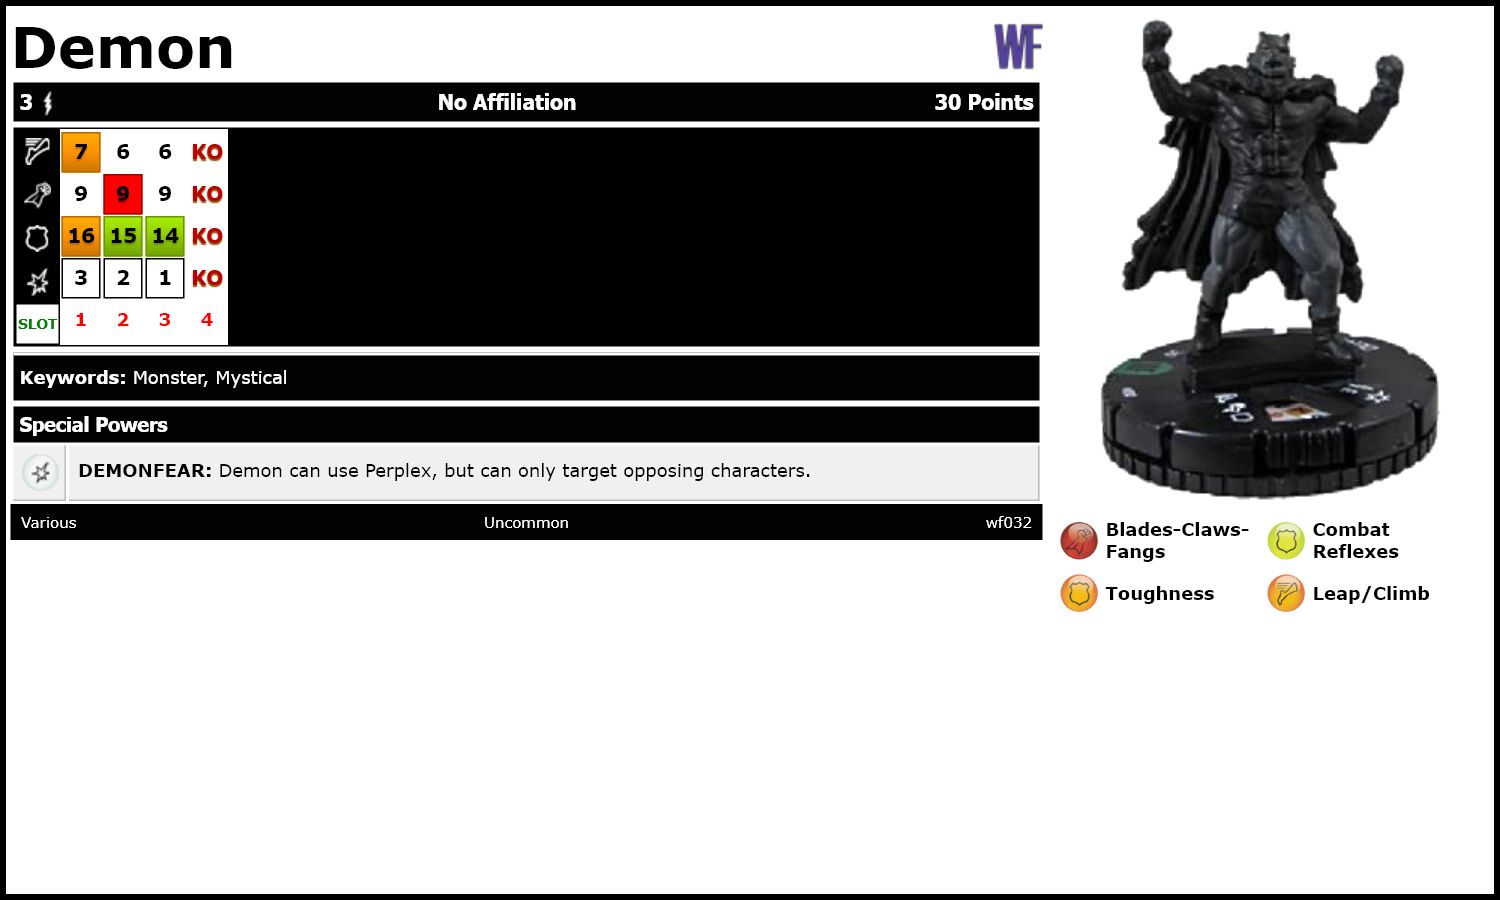 Demon
WF
3 No Affiliation 30 Points
7 6 6 KO
9 9 9 KO
16 15 14 KO
3 2 1 KO
SLOT 1 2 3 4
Keywords: Monster, Mystical
Special Powers
DEMONFEAR: Demon can use Perplex, but can only target opposing characters.
Various Uncommon wf032
Blades-Claws-
Fangs
Combat
Reflexes
Toughness
Leap/Climb